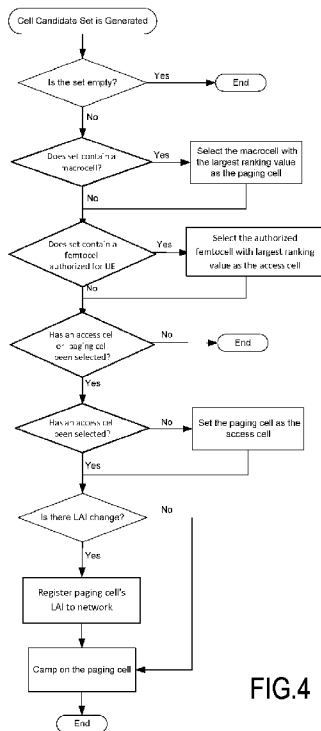 Cell Candidate Set is Generated
Is the set empty?
Yes
End
No
Does set contain a
macrocell?
Yes
Select the macrocell with
the largest ranking value
as the paging cell
No
Does set contain a
femtocel
authorized for UE
Yes
Select the authorized
femtocell with largest ranking
value as the access cell
No
Has an access cel
or paging cel
been selected?
No
End
Yes
Has an access cel
been selected?
No
Set the paging cell as the
access cell
Yes
Is there LAI change?
No
Yes
Register paging cell's
LAI to network
Camp on the paging cell
End
FIG.4